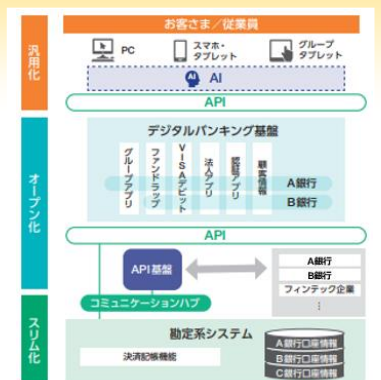 お客さま／従業員
汎用化
PC
スマホ・
タブレット
グループ
タブレット
AI
AI
API
オープン化
デジタルバンキング基盤
グループアプリ
ファンドラップ
VISAデビット
法人アプリ
認証アプリ
顧客情報
A銀行
B銀行
API
API基盤
A銀行
B銀行
フィンテック企業
⋮
コミュニケーションハブ
スリム化
勘定系システム
決済記帳機能
A銀行口座情報
B銀行口座情報
C銀行口座情報